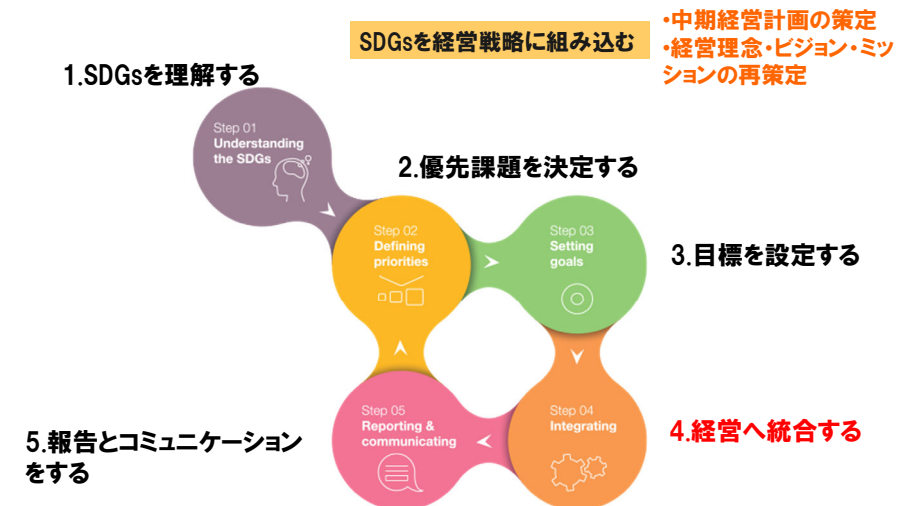 SDGsを経営戦略に組み込む
・中期経営計画の策定
・経営理念・ビジョン・ミッ
ションの再策定
1.SDGsを理解する
Step 01
Understanding
the SDGs
2.優先課題を決定する
Step 02
Defining
priorities
Step 03
Setting
goals
3.目標を設定する
Step 05
Reporting &
communicating
Step 04
Integrating
4.経営へ統合する
5.報告とコミュニケーション
をする